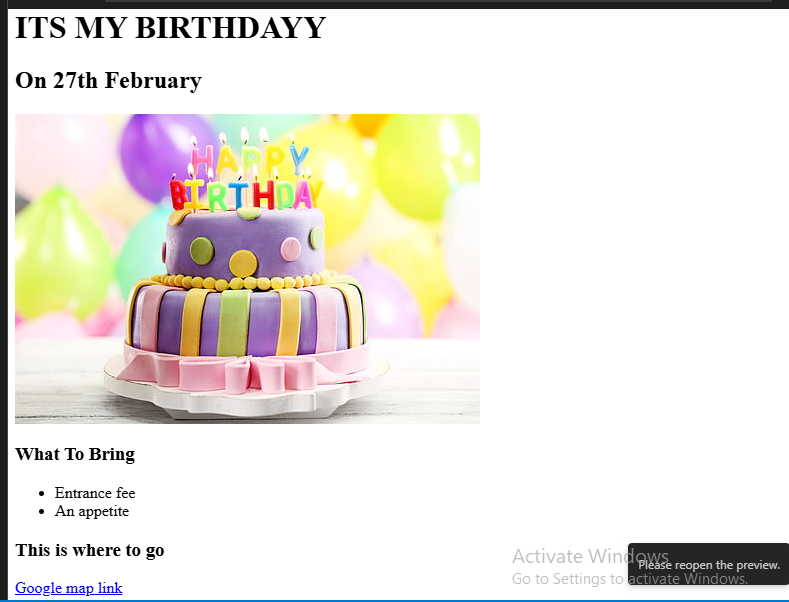 ITS MY BIRTHDAYY
On 27th February
HAPPY
BIRTHDAY
What To Bring
Entrance fee
An appetite
This is where to go
Google map link
Activate Windows
Go to Settings to activate Windows.
Please reopen the preview.